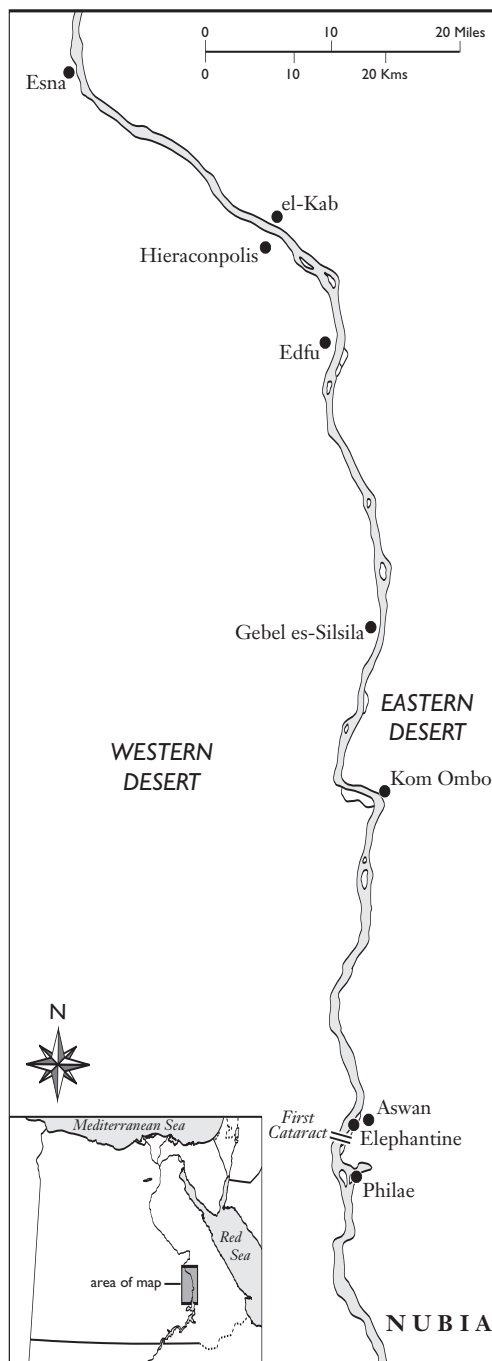 0 10 20 Miles
0 10 20 Kms
Esna
el-Kab
Hieraconpolis
Edfu
Gebel es-Silsila
EASTERN
DESERT
WESTERN
DESERT
Kom Ombo
N
First
Cataract
Aswan
Elephantine
Philae
Mediterranean Sea
Red
Sea
area of map
NUBIA